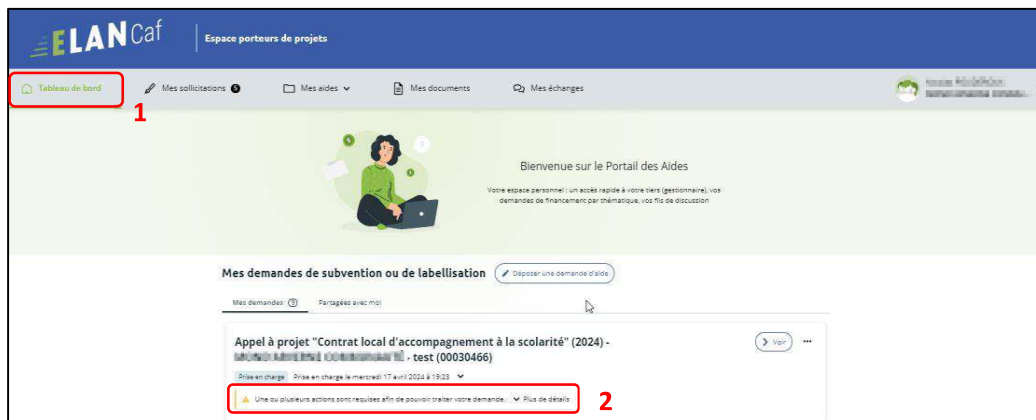 ELAN Caf
Espace porteurs de projets
Tableau de bord
Mes sollicitations 5
Mes aides
Mes documents
Mes échanges
1
Bienvenue sur le Portail des Aides
Votre espace personnel : un accès rapide à votre tiers (gestionnaire), vos
demandes de financement par thématique, vos fils de discussion
Mes demandes de subvention ou de labellisation
Déposer une demande d'aide
Mes demandes
Partagées avec moi
Appel à projet "Contrat local d'accompagnement à la scolarité" (2024) -
- test (00030466)
Voir
Prise en charge Prise en charge le mercredi 17 avril 2024 à 19:23
Une ou plusieurs actions sont requises afin de pouvoir traiter votre demande. Plus de détails
2